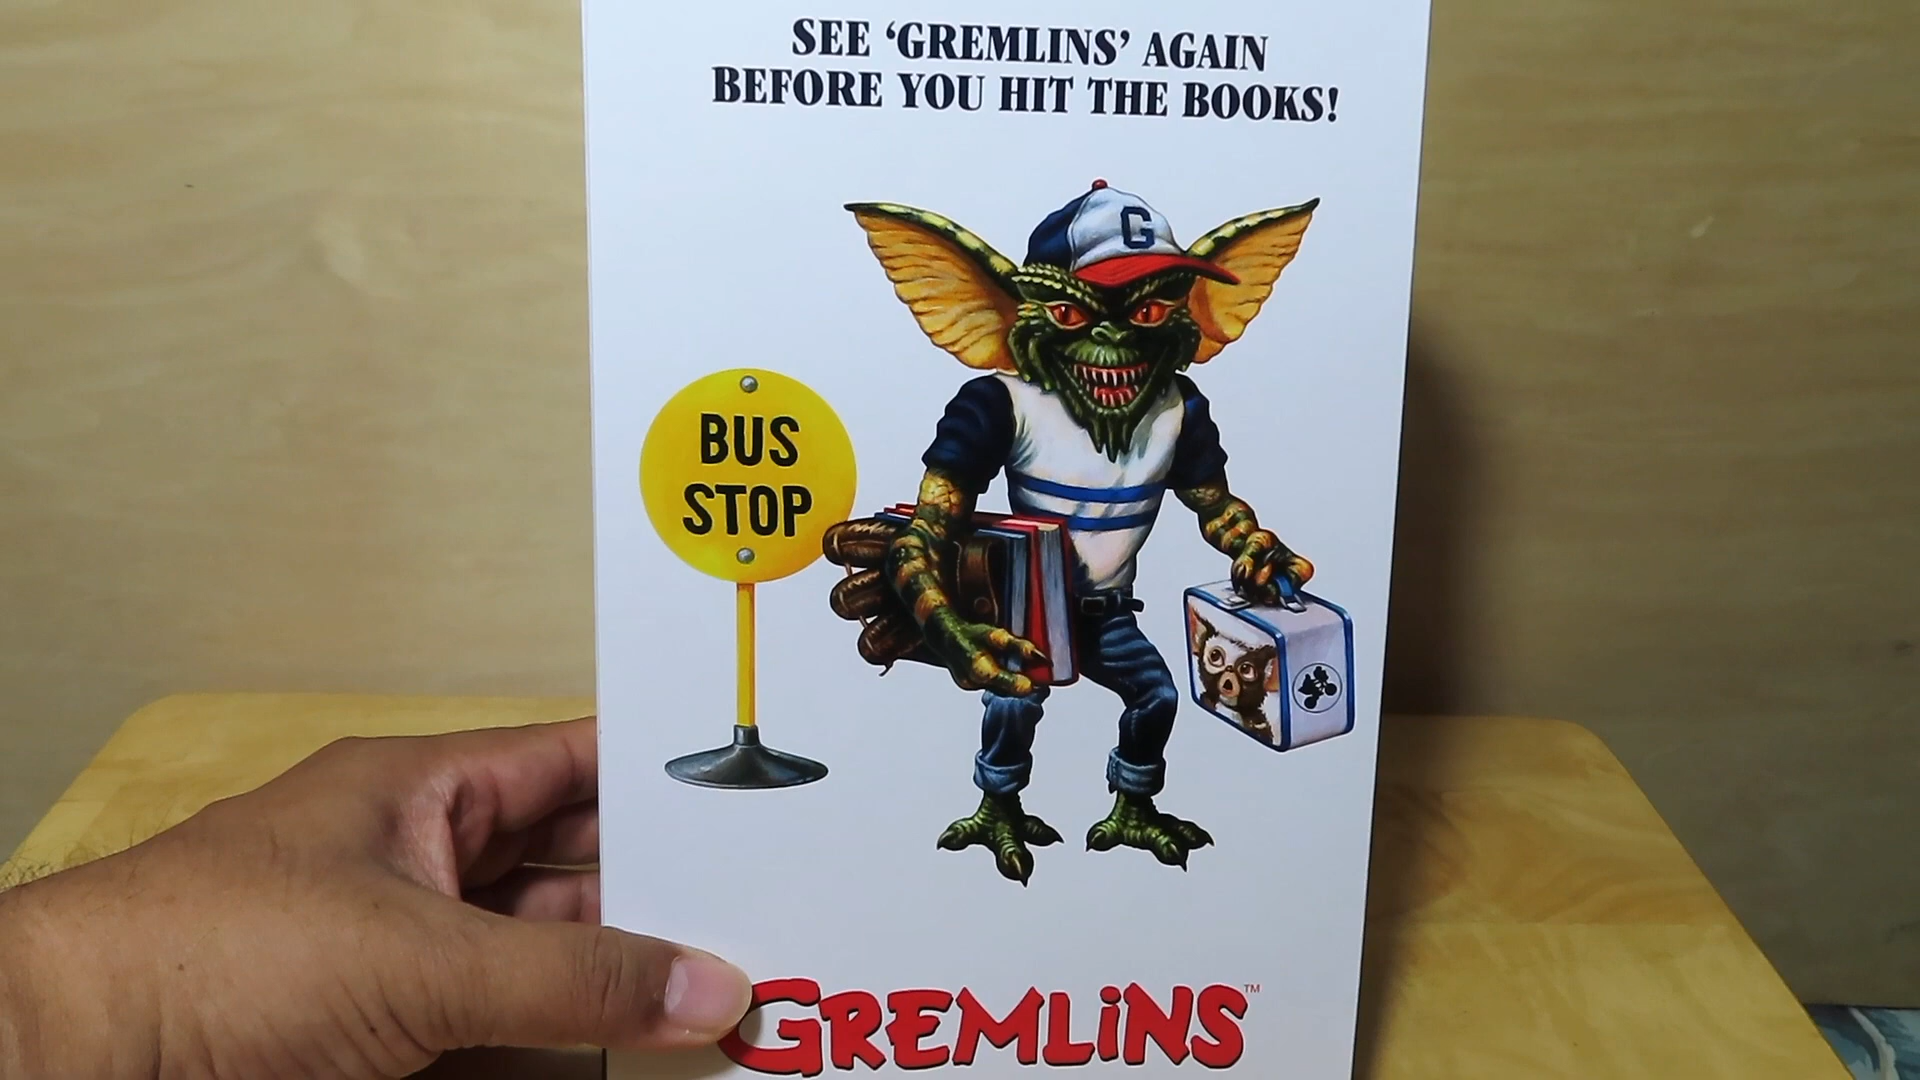 SEE ‘GREMLINS’ AGAIN
BEFORE YOU HIT THE BOOKS!
G
BUS
STOP
GREMLiNS™